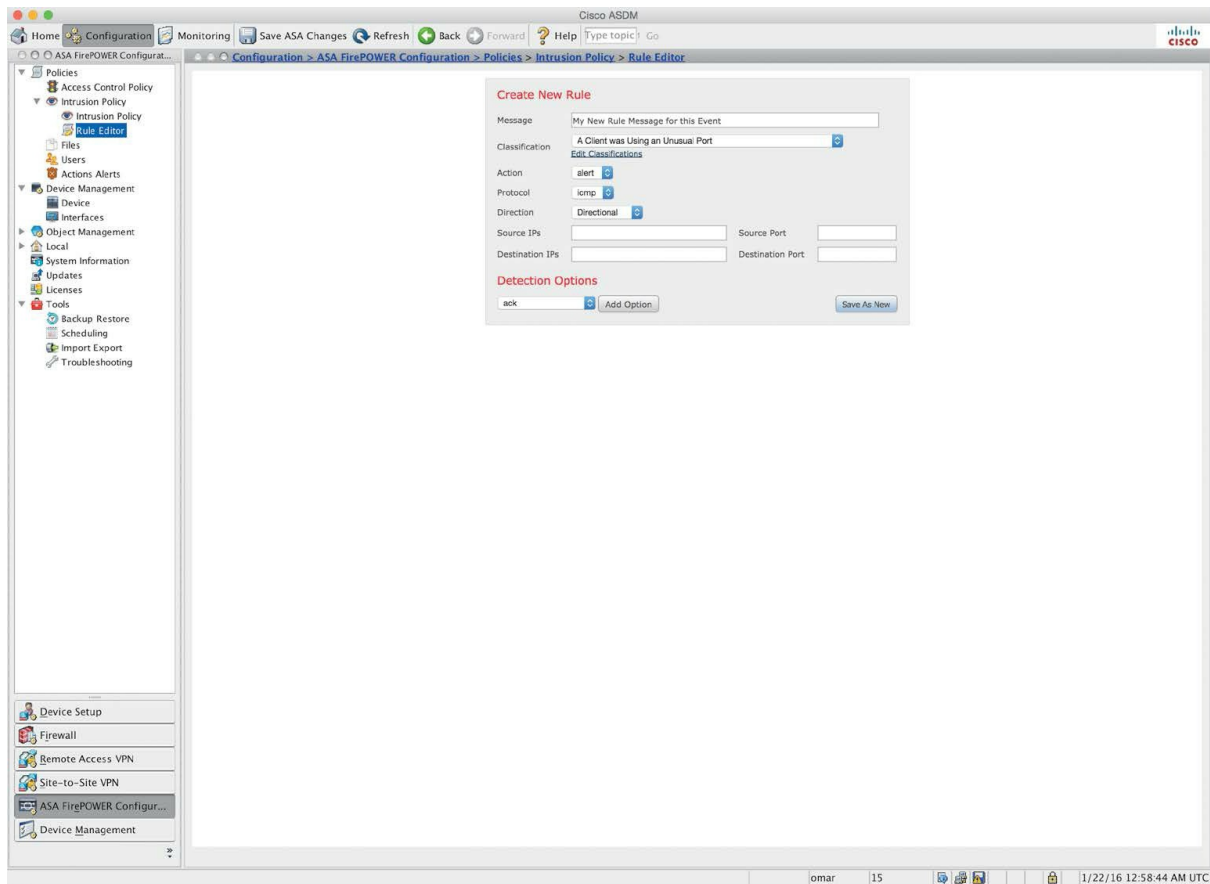 Cisco ASDM
Home Configuration Monitoring Save ASA Changes Refresh Back Forward Help Type topic Go
CISCO
ASA FirePOWER Configurat...
Configuration > ASA FirePOWER Configuration > Policies > Intrusion Policy > Rule Editor
Policies
Access Control Policy
Intrusion Policy
Intrusion Policy
Rule Editor
Files
Users
Actions Alerts
Device Management
Device
Interfaces
Object Management
Local
System Information
Updates
Licenses
Tools
Backup Restore
Scheduling
Import Export
Troubleshooting
Create New Rule
Message My New Rule Message for this Event
Classification A Client was Using an Unusual Port
Edit Classifications
Action alert
Protocol icmp
Direction Directional
Source IPs Source Port
Destination IPs Destination Port
Detection Options
ack Add Option Save As New
Device Setup
Firewall
Remote Access VPN
Site-to-Site VPN
ASA FirePOWER Configur...
Device Management
omar 15 1/22/16 12:58:44 AM UTC